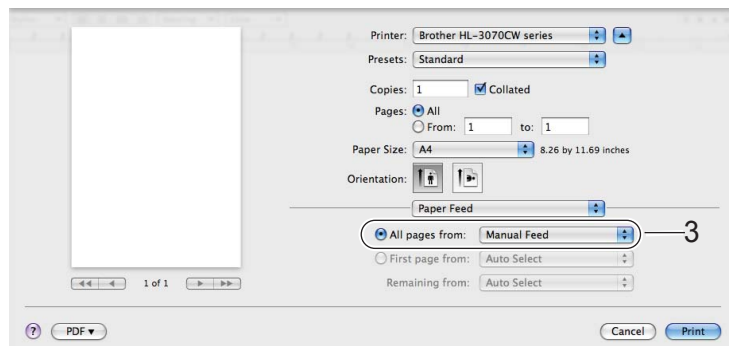 Printer: Brother HL-3070CW series
Presets: Standard
Copies: 1 Collated
Pages: All
From: 1 to: 1
Paper Size: A4 8.26 by 11.69 inches
Orientation:
Paper Feed
All pages from: Manual Feed 3
First page from: Auto Select
Remaining from: Auto Select
1 of 1
? PDF ▼ Cancel Print